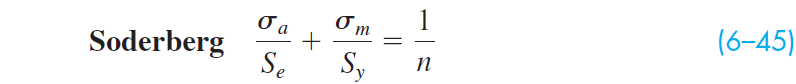 Soderberg σa/Se + σm/Sy = 1/n (6–45)